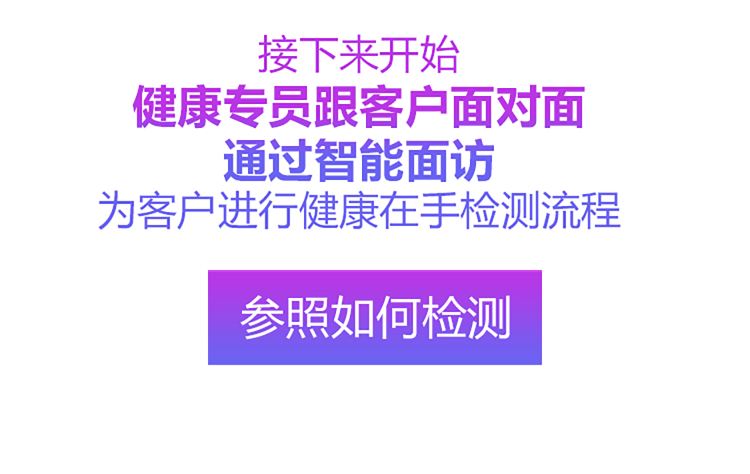 接下来开始
健康专员跟客户面对面
通过智能面访
为客户进行健康在手检测流程
参照如何检测